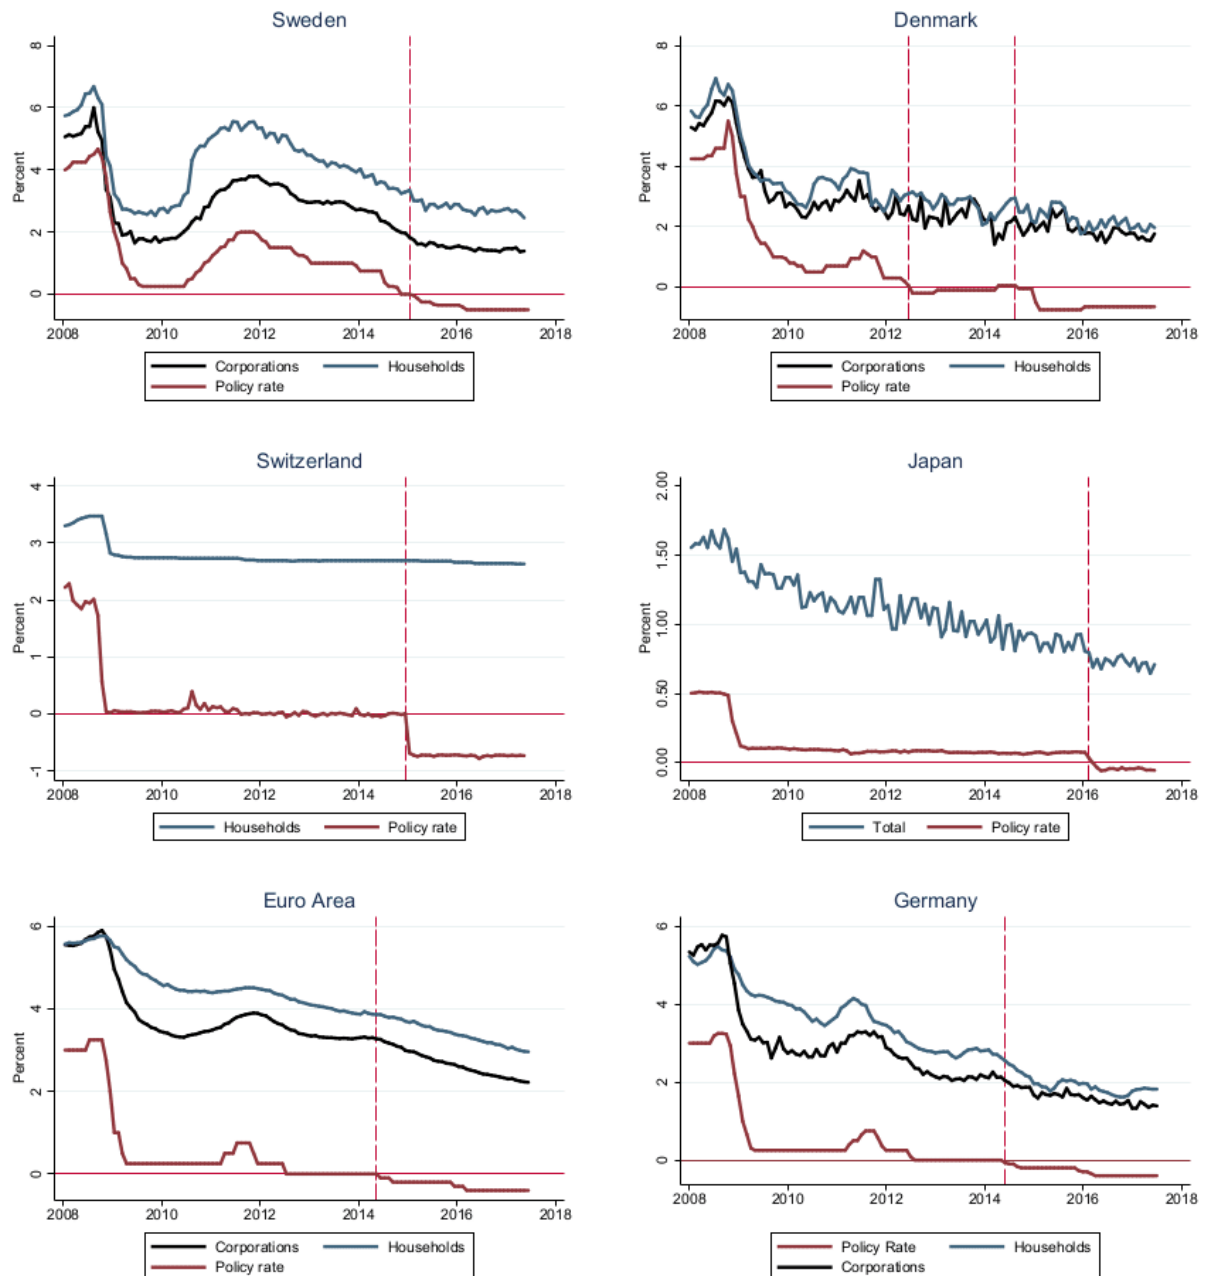 Sweden
Percent
8
6
4
2
0
2008 2010 2012 2014 2016 2018
Corporations Households
Policy rate
Denmark
Percent
8
6
4
2
0
2008 2010 2012 2014 2016 2018
Corporations Households
Policy rate
Switzerland
Percent
4
3
2
1
0
-1
2008 2010 2012 2014 2016 2018
Households Policy rate
Japan
Percent
2.00
1.50
1.00
0.50
0.00
2008 2010 2012 2014 2016 2018
Total Policy rate
Euro Area
Percent
6
4
2
0
2008 2010 2012 2014 2016 2018
Corporations Households
Policy rate
Germany
Percent
6
4
2
0
2008 2010 2012 2014 2016 2018
Policy Rate Households
Corporations